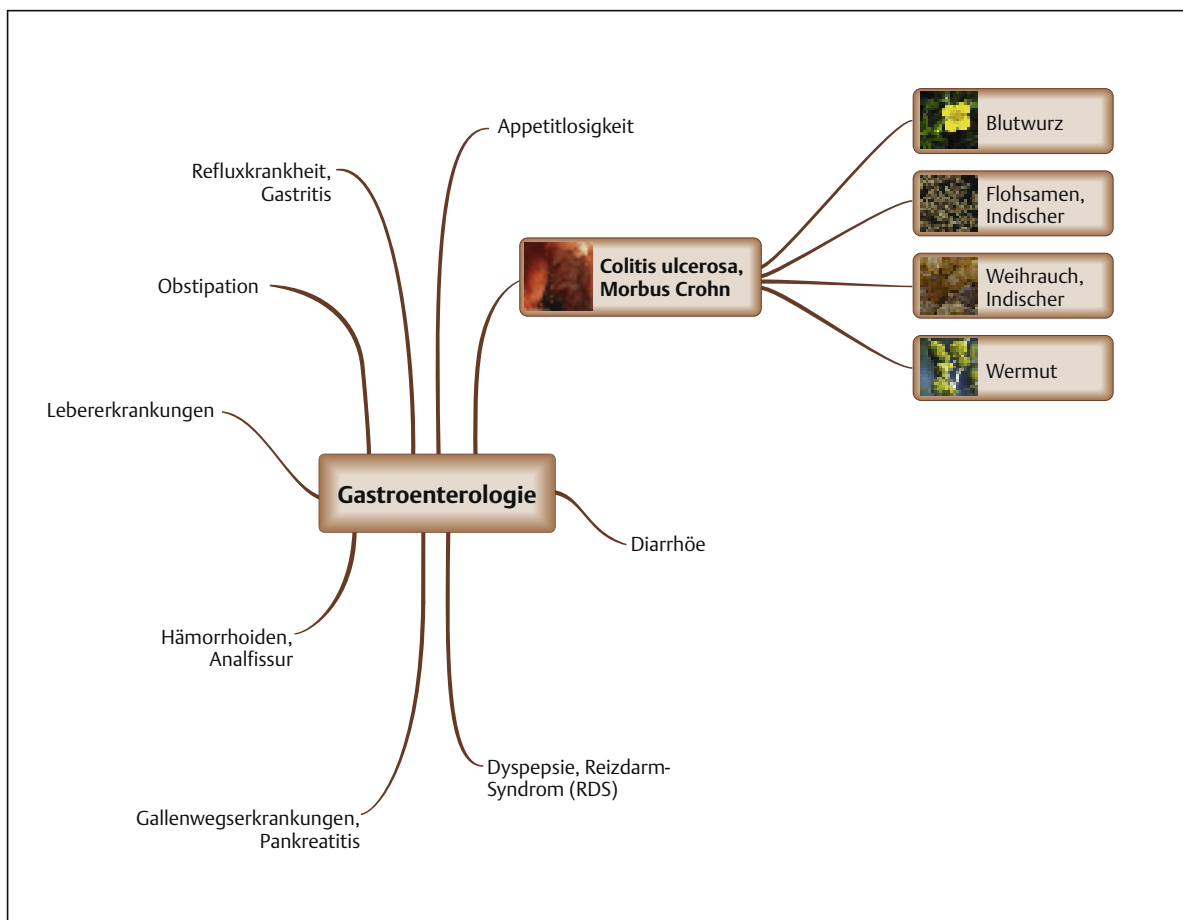 Appetitlosigkeit
Refluxkrankheit,
Gastritis
Obstipation
Lebererkrankungen
Gastroenterologie
Colitis ulcerosa,
Morbus Crohn
Blutwurz
Flohsamen,
Indischer
Weihrauch,
Indischer
Wermut
Diarrhöe
Hämorrhoiden,
Analfissur
Dyspepsie, Reizdarm-
Syndrom (RDS)
Gallenwegserkrankungen,
Pankreatitis